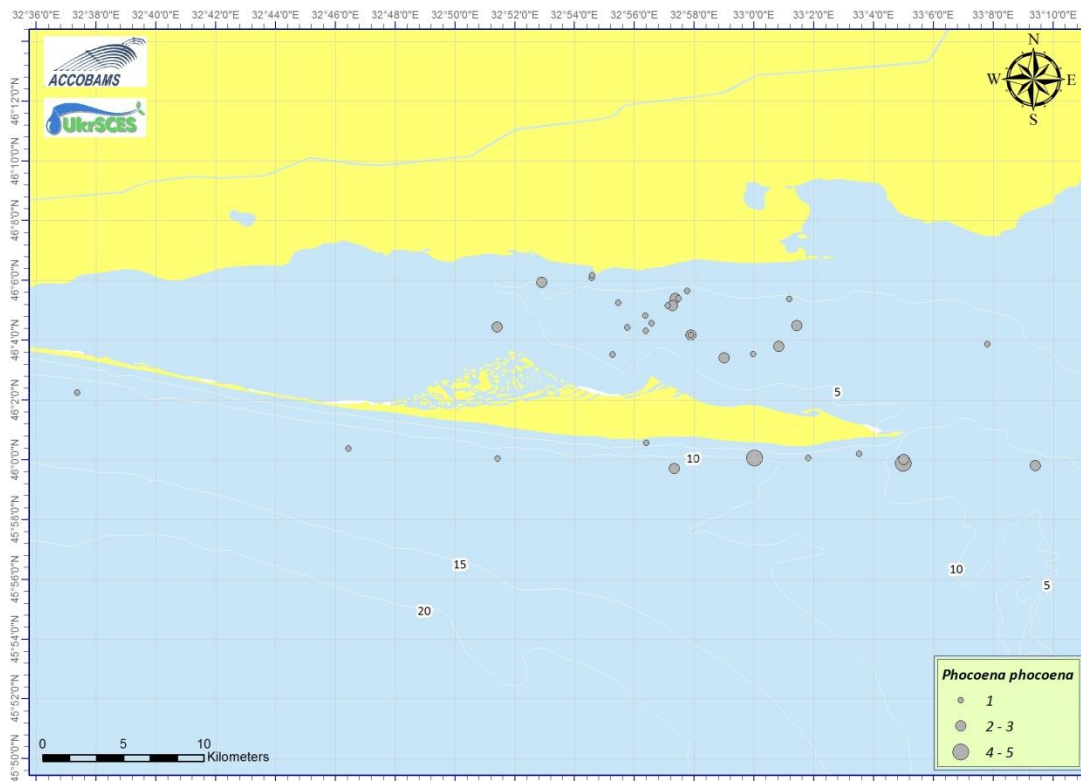 32°36'0"E 32°38'0"E 32°40'0"E 32°42'0"E 32°44'0"E 32°46'0"E 32°48'0"E 32°50'0"E 32°52'0"E 32°54'0"E 32°56'0"E 32°58'0"E 33°0'0"E 33°2'0"E 33°4'0"E 33°6'0"E 33°8'0"E 33°10'0"E
ACCOBAMS
UkrSCES
N
W E
S
46°12'0"N
46°10'0"N
46°8'0"N
46°6'0"N
46°4'0"N
46°2'0"N
46°0'0"N
45°58'0"N
45°56'0"N
45°54'0"N
45°52'0"N
45°50'0"N
5
10
15
10
5
20
Phocoena phocoena
1
2 - 3
4 - 5
0 5 10
Kilometers